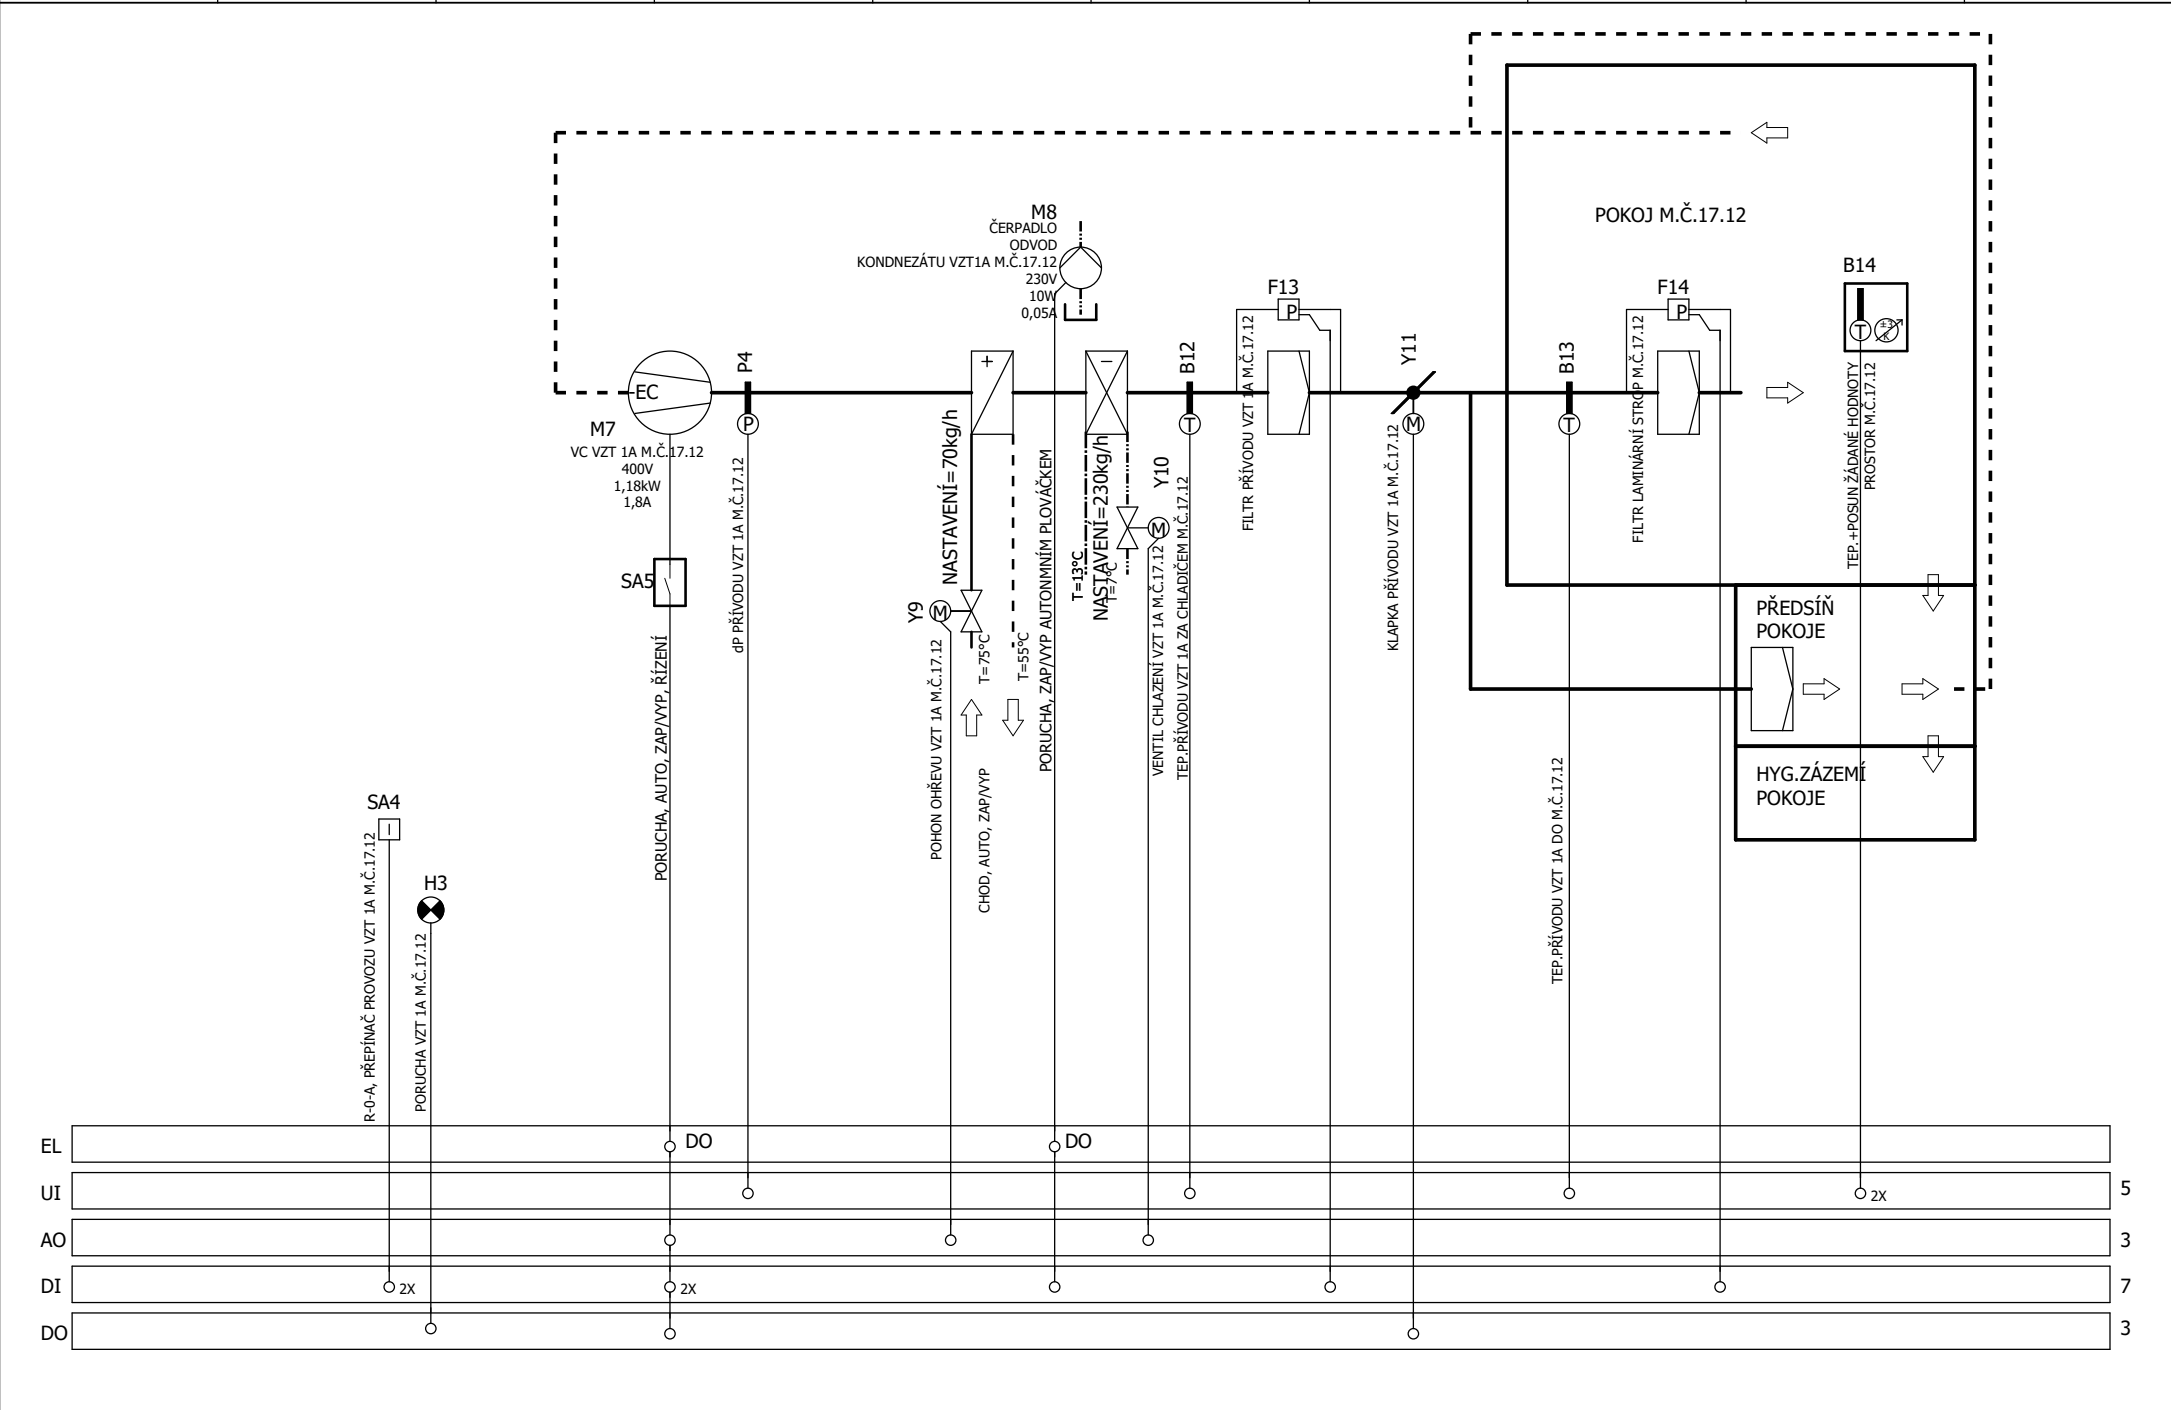 POKOJ M.Č.17.12
M8
ČERPADLO
ODVOD
KONDNEZÁTU VZT1A M.Č.17.12
230V
10W
0,05A
F13
P
F14
P
B14
T
±3
K
EC
P4
P
+
−
B12
T
Y11
M
B13
T
M7
VC VZT 1A M.Č.17.12
400V
1,18kW
1,8A
SA5
dP PŘÍVODU VZT 1A M.Č.17.12
PORUCHA, AUTO, ZAP/VYP, ŘÍZENÍ
NASTAVENÍ=70kg/h
Y9
M
T=75°C
T=55°C
POHON OHŘEVU VZT 1A M.Č.17.12
CHOD, AUTO, ZAP/VYP
PORUCHA, ZAP/VYP AUTONMNÍM PLOVÁČKEM
T=13°C
NASTAVENÍ=230kg/h
T=7°C
Y10
M
VENTIL CHLAZENÍ VZT 1A M.Č.17.12
TEP.PŘÍVODU VZT 1A ZA CHLADIČEM M.Č.17.12
FILTR PŘÍVODU VZT 1A M.Č.17.12
KLAPKA PŘÍVODU VZT 1A M.Č.17.12
TEP.PŘÍVODU VZT 1A DO M.Č.17.12
FILTR LAMINÁRNÍ STROP M.Č.17.12
TEP.+POSUN ŽÁDANÉ HODNOTY
PROSTOR M.Č.17.12
PŘEDSÍŇ
POKOJE
HYG.ZÁZEMÍ
POKOJE
SA4
R-0-A, PŘEPÍNAČ PROVOZU VZT 1A M.Č.17.12
H3
PORUCHA VZT 1A M.Č.17.12
EL
DO
DO
UI
2X
5
AO
3
DI
2X
2X
7
DO
3